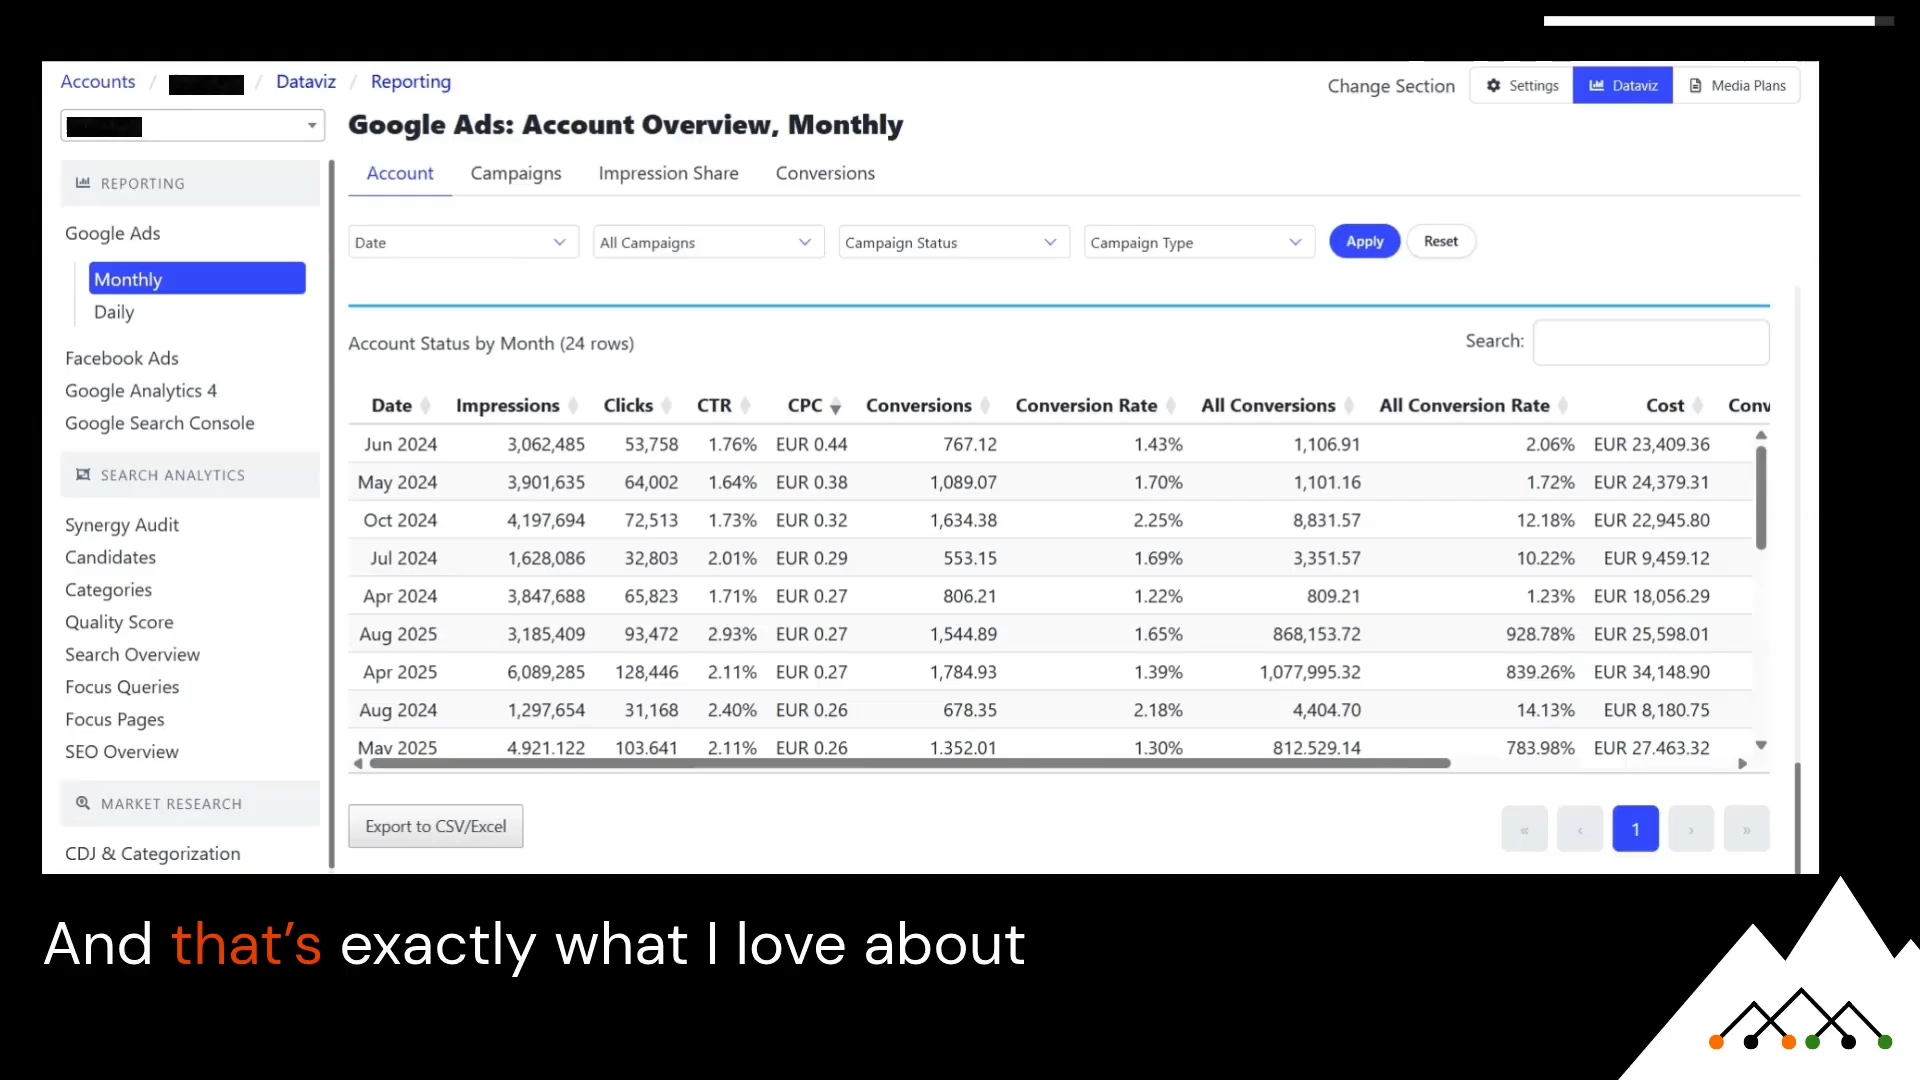 Accounts / / Dataviz / Reporting
Change Section Settings Dataviz Media Plans
Google Ads: Account Overview, Monthly
Account Campaigns Impression Share Conversions
Date All Campaigns Campaign Status Campaign Type Apply Reset
REPORTING
Google Ads
Monthly
Daily
Facebook Ads
Google Analytics 4
Google Search Console
SEARCH ANALYTICS
Synergy Audit
Candidates
Categories
Quality Score
Search Overview
Focus Queries
Focus Pages
SEO Overview
MARKET RESEARCH
CDJ & Categorization
Account Status by Month (24 rows)
Search:
Date Impressions Clicks CTR CPC Conversions Conversion Rate All Conversions All Conversion Rate Cost Conv
Jun 2024 3,062,485 53,758 1.76% EUR 0.44 767.12 1.43% 1,106.91 2.06% EUR 23,409.36
May 2024 3,901,635 64,002 1.64% EUR 0.38 1,089.07 1.70% 1,101.16 1.72% EUR 24,379.31
Oct 2024 4,197,694 72,513 1.73% EUR 0.32 1,634.38 2.25% 8,831.57 12.18% EUR 22,945.80
Jul 2024 1,628,086 32,803 2.01% EUR 0.29 553.15 1.69% 3,351.57 10.22% EUR 9,459.12
Apr 2024 3,847,688 65,823 1.71% EUR 0.27 806.21 1.22% 809.21 1.23% EUR 18,056.29
Aug 2025 3,185,409 93,472 2.93% EUR 0.27 1,544.89 1.65% 868,153.72 928.78% EUR 25,598.01
Apr 2025 6,089,285 128,446 2.11% EUR 0.27 1,784.93 1.39% 1,077,995.32 839.26% EUR 34,148.90
Aug 2024 1,297,654 31,168 2.40% EUR 0.26 678.35 2.18% 4,404.70 14.13% EUR 8,180.75
May 2025 4,921,122 103,641 2.11% EUR 0.26 1,352.01 1.30% 812,529.14 783.98% EUR 27,463.32
Export to CSV/Excel
« ‹ 1 › »
And that's exactly what I love about